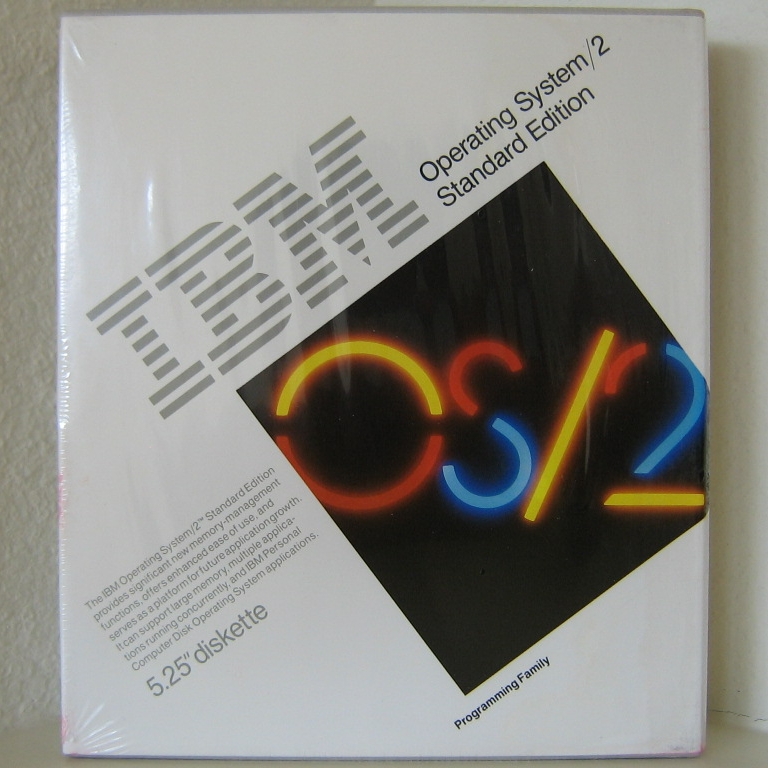 IBM
Operating System/2
Standard Edition
OS/2
The IBM Operating System/2™ Standard Edition
provides significant new memory-management
functions, offers enhanced ease of use, and
serves as a platform for future application growth.
It can support large memory, multiple applica-
tions running concurrently, and IBM Personal
Computer Disk Operating System applications.
5.25" diskette
Programming Family